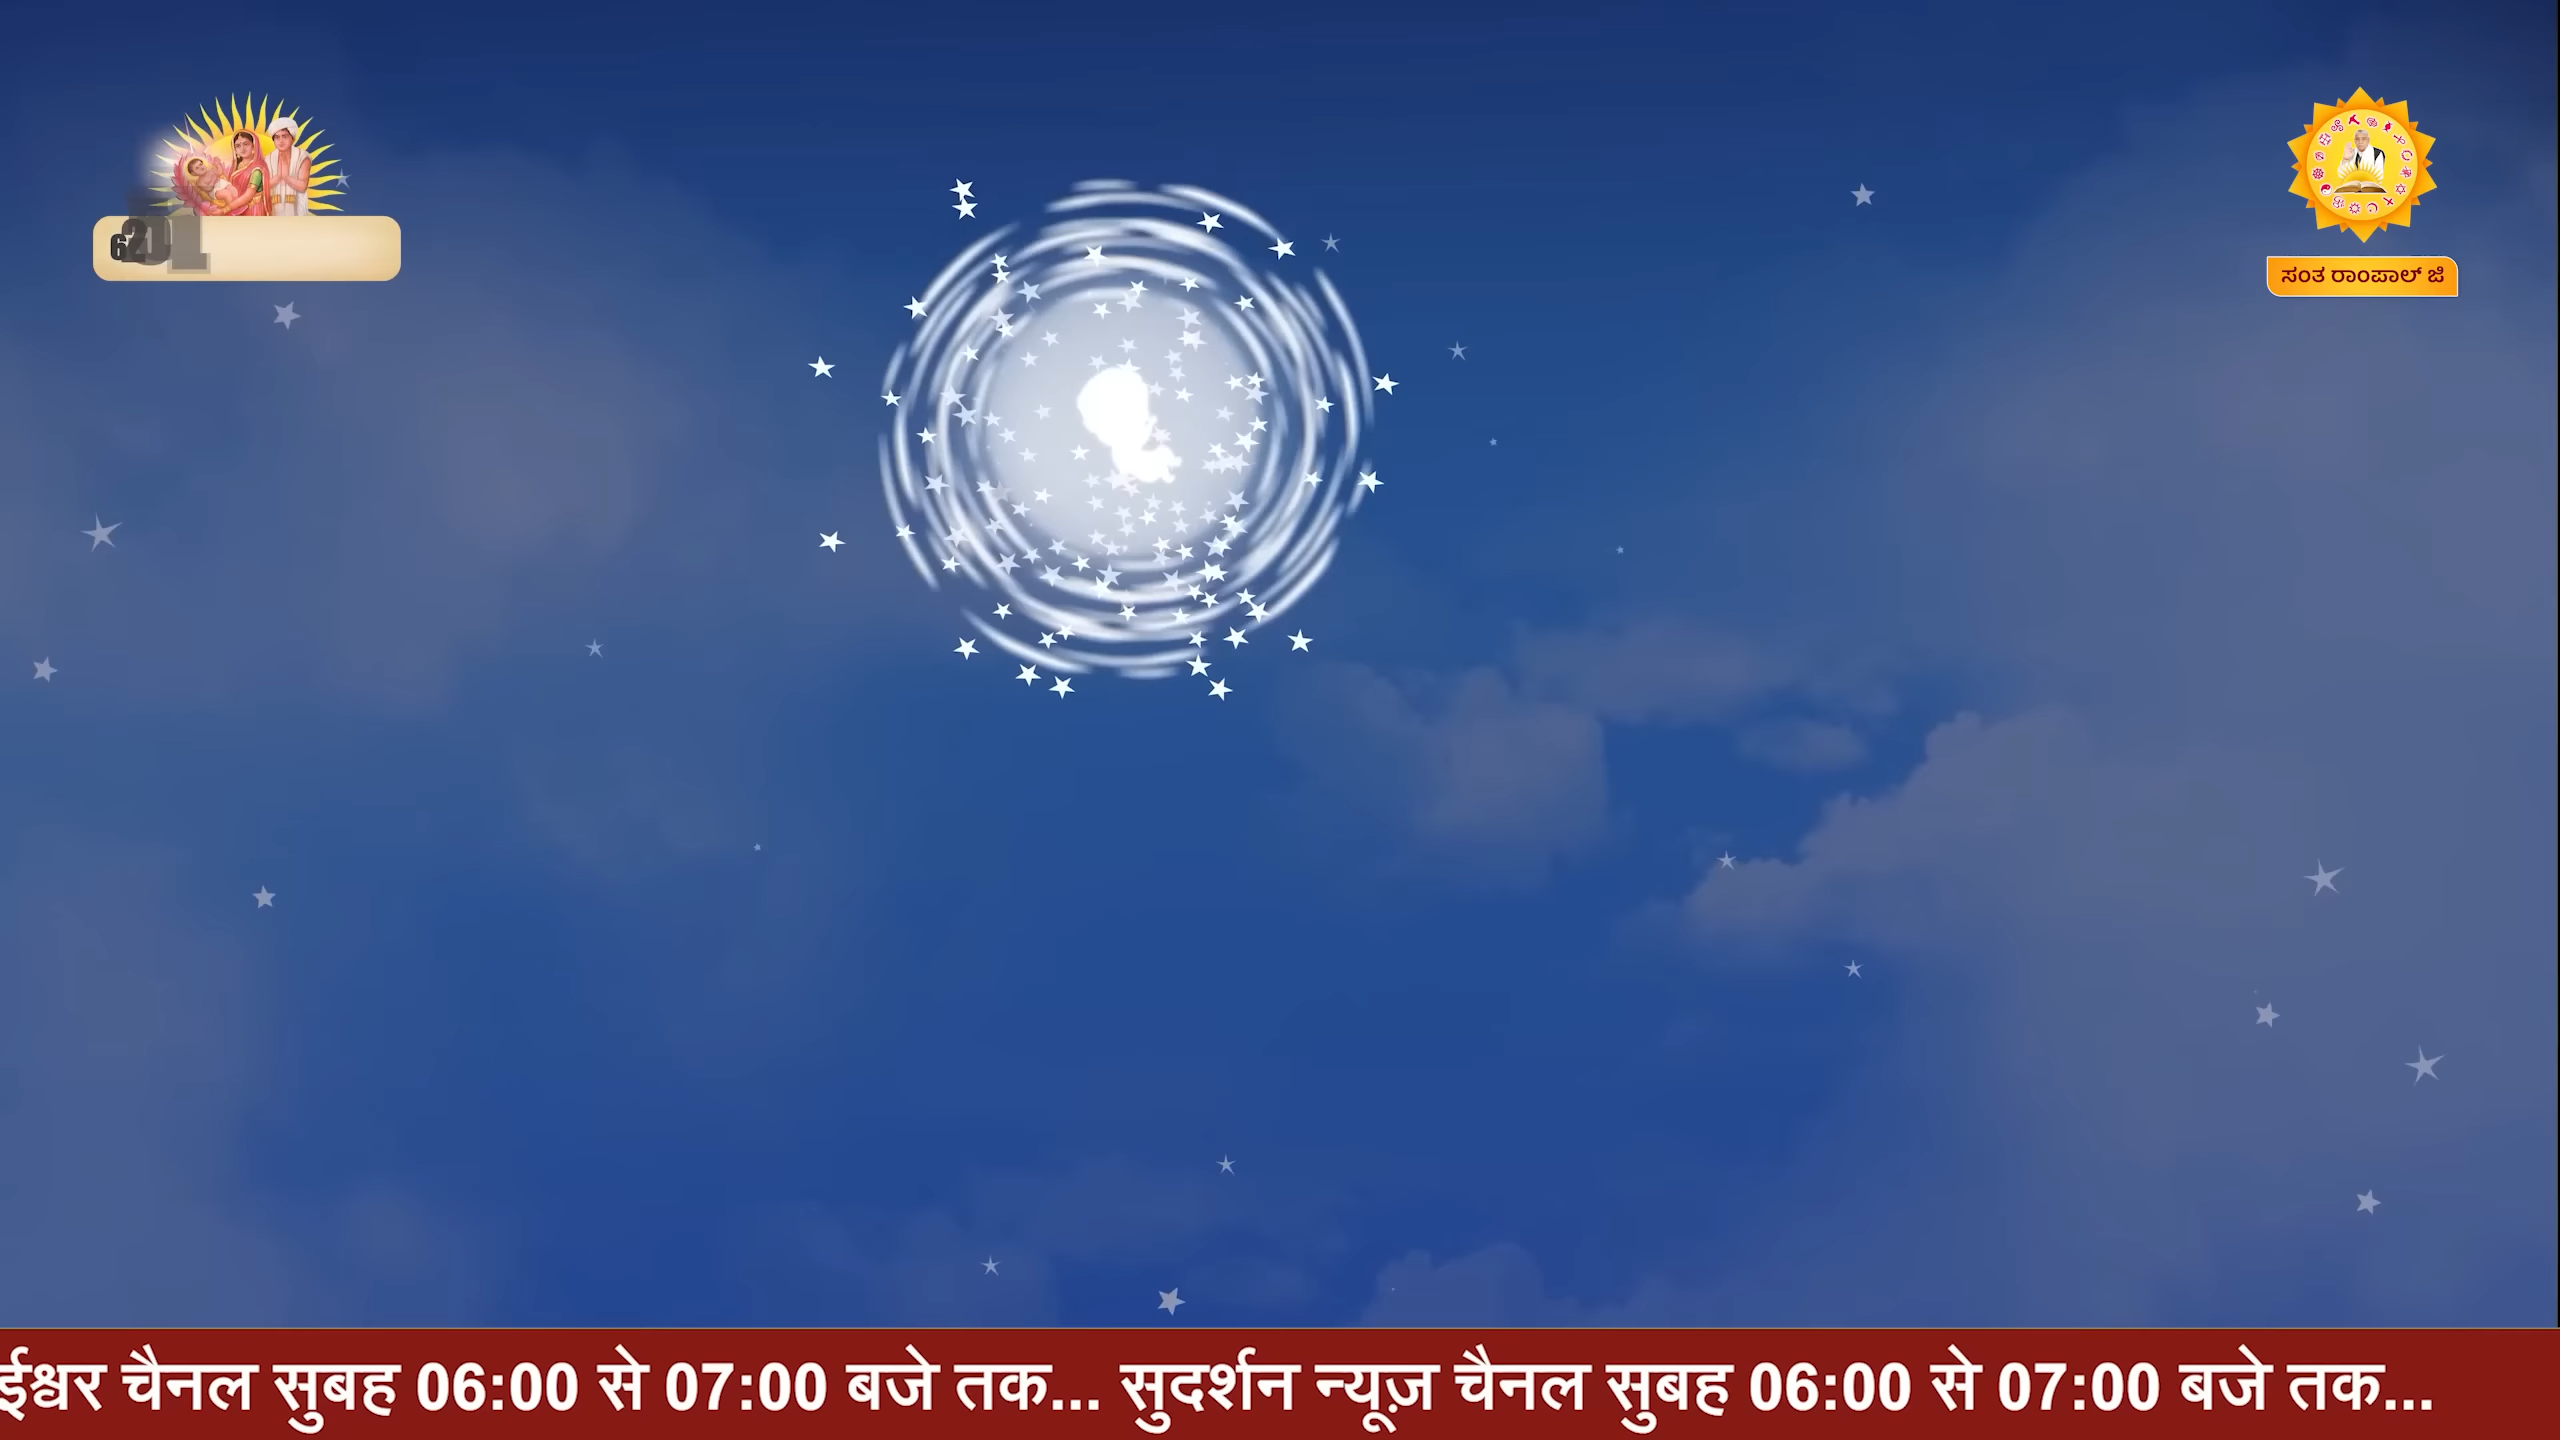 ಸಂತ ರಾಂಪಾಲ್ ಜಿ
ईश्वर चैनल सुबह 06:00 से 07:00 बजे तक... सुदर्शन न्यूज़ चैनल सुबह 06:00 से 07:00 बजे तक...